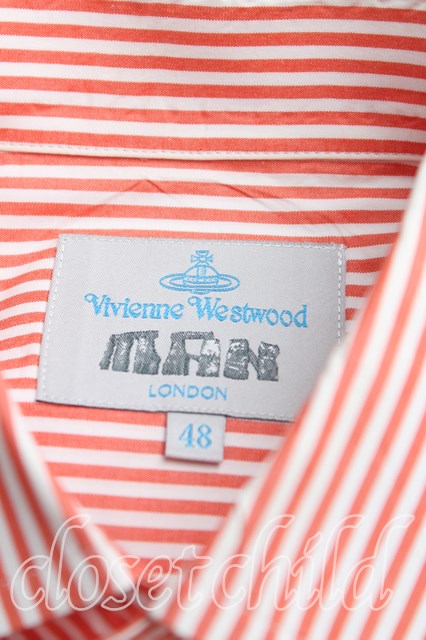 Vivienne Westwood
MAN
LONDON
48
closetchild